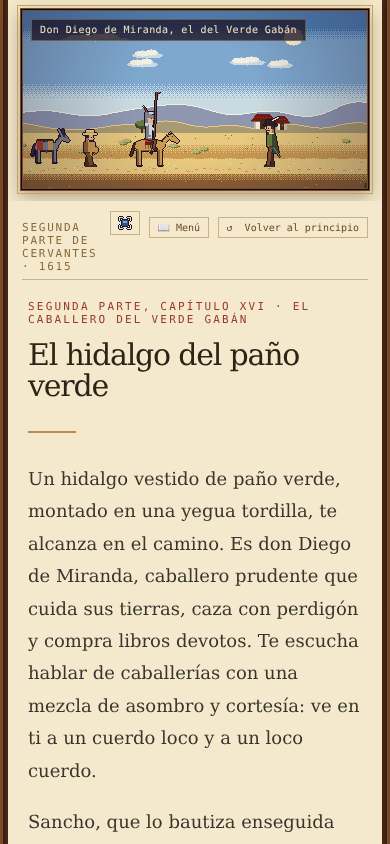 Don Diego de Miranda, el del Verde Gabán
SEGUNDA
PARTE DE
CERVANTES
· 1615
📖 Menú
↺ Volver al principio
SEGUNDA PARTE, CAPÍTULO XVI · EL
CABALLERO DEL VERDE GABÁN
El hidalgo del paño
verde
Un hidalgo vestido de paño verde,
montado en una yegua tordilla, te
alcanza en el camino. Es don Diego
de Miranda, caballero prudente que
cuida sus tierras, caza con perdigón
y compra libros devotos. Te escucha
hablar de caballerías con una
mezcla de asombro y cortesía: ve en
ti a un cuerdo loco y a un loco
cuerdo.
Sancho, que lo bautiza enseguida